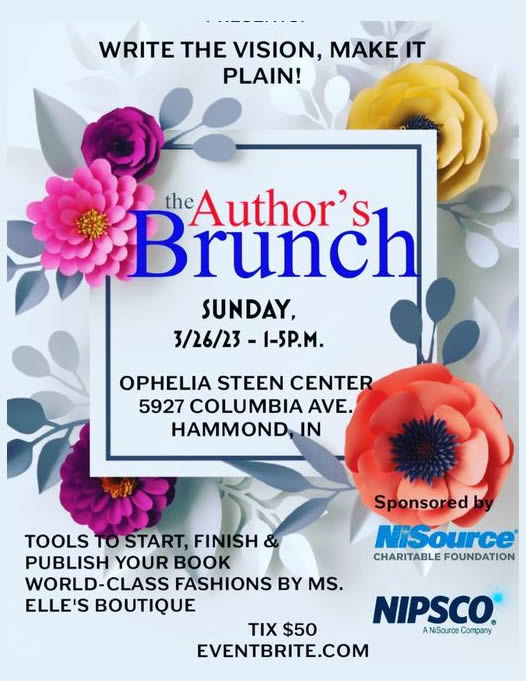 WRITE THE VISION, MAKE IT
PLAIN!
the Author's
Brunch
SUNDAY,
3/26/23 - 1-5P.M.
OPHELIA STEEN CENTER
5927 COLUMBIA AVE.
HAMMOND, IN
Sponsored by
NiSource®
CHARITABLE FOUNDATION
TOOLS TO START, FINISH &
PUBLISH YOUR BOOK
WORLD-CLASS FASHIONS BY MS.
ELLE'S BOUTIQUE
NIPSCO
A NiSource Company
TIX $50
EVENTBRITE.COM